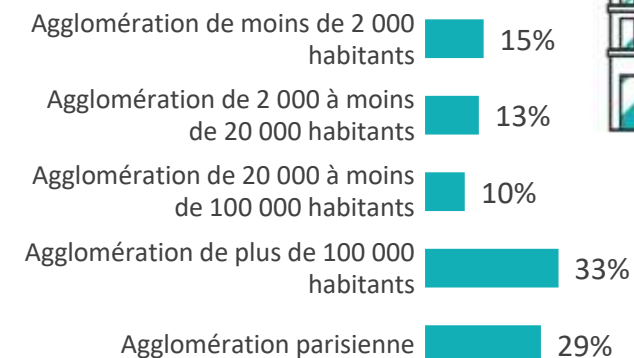 Agglomération de moins de 2 000
habitants
15%
Agglomération de 2 000 à moins
de 20 000 habitants
13%
Agglomération de 20 000 à moins
de 100 000 habitants
10%
Agglomération de plus de 100 000
habitants
33%
Agglomération parisienne
29%